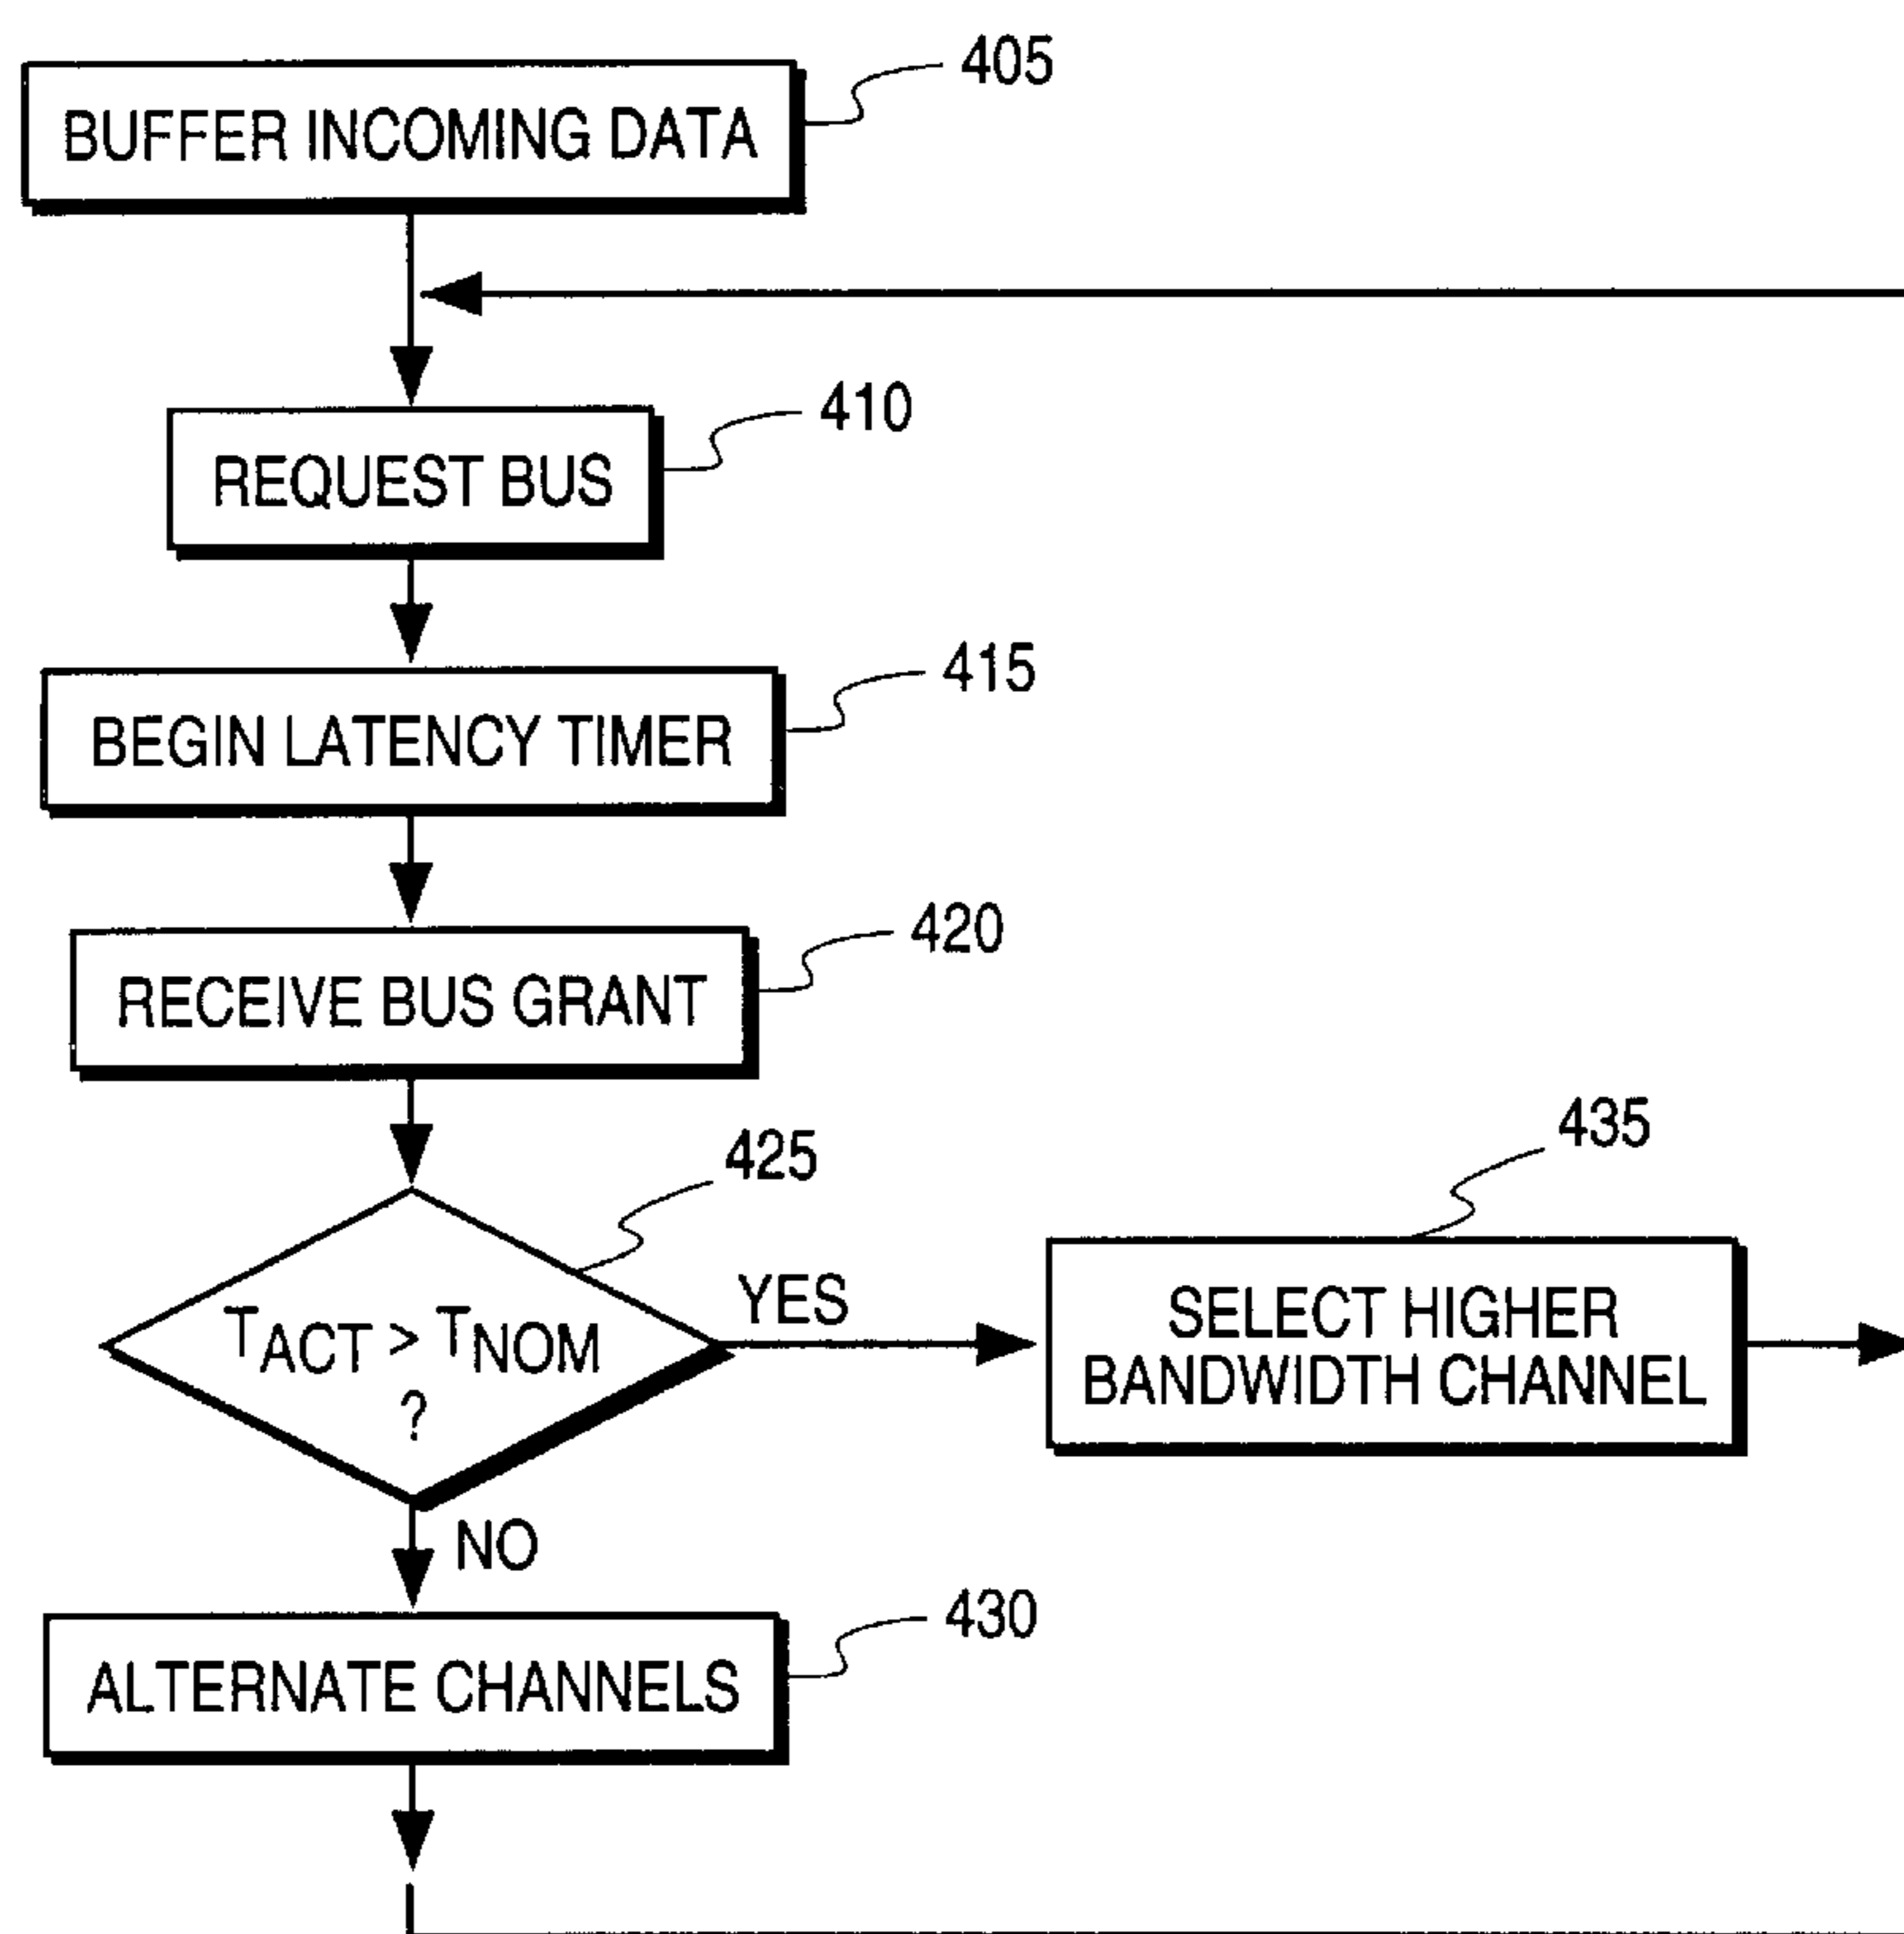 405
BUFFER INCOMING DATA
410
REQUEST BUS
415
BEGIN LATENCY TIMER
420
RECEIVE BUS GRANT
425
435
TACT > TNOM
?
YES
SELECT HIGHER
BANDWIDTH CHANNEL
NO
430
ALTERNATE CHANNELS